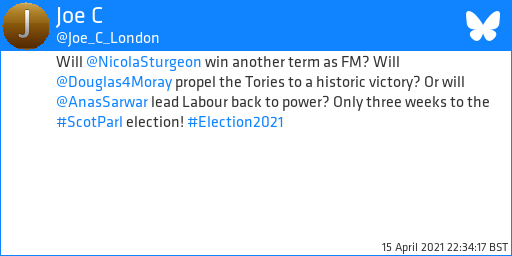 J
Joe C
@Joe_C_London
Will @NicolaSturgeon win another term as FM? Will
@Douglas4Moray propel the Tories to a historic victory? Or will
@AnasSarwar lead Labour back to power? Only three weeks to the
#ScotParl election! #Election2021
15 April 2021 22:34:17 BST